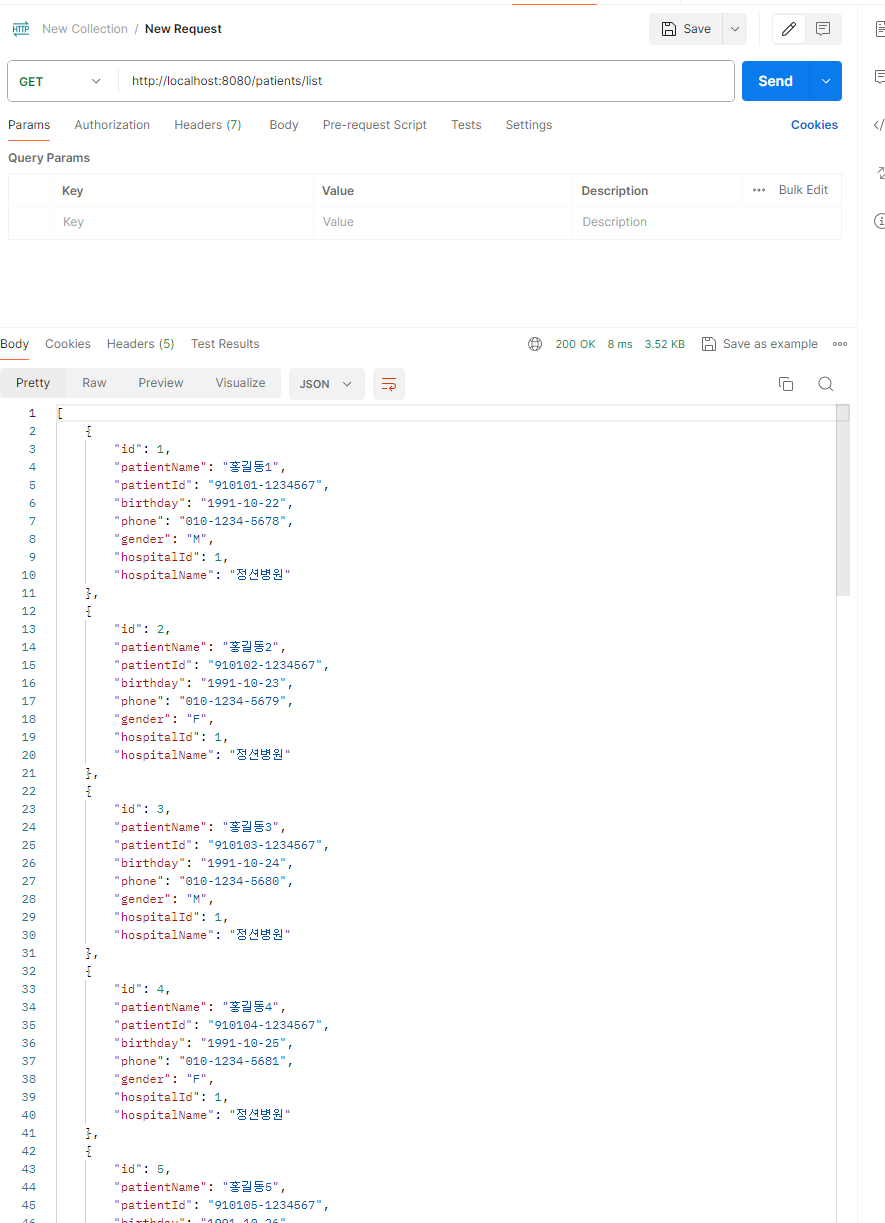 HTTP New Collection / New Request Save
GET http://localhost:8080/patients/list Send
Params Authorization Headers (7) Body Pre-request Script Tests Settings Cookies
Query Params
Key Value Description ••• Bulk Edit
Key Value Description
Body Cookies Headers (5) Test Results 200 OK 8 ms 3.52 KB Save as example •••
Pretty Raw Preview Visualize JSON
1 [
2 {
3 "id": 1,
4 "patientName": "홍길동1",
5 "patientId": "910101-1234567",
6 "birthday": "1991-10-22",
7 "phone": "010-1234-5678",
8 "gender": "M",
9 "hospitalId": 1,
10 "hospitalName": "정션병원"
11 },
12 {
13 "id": 2,
14 "patientName": "홍길동2",
15 "patientId": "910102-1234567",
16 "birthday": "1991-10-23",
17 "phone": "010-1234-5679",
18 "gender": "F",
19 "hospitalId": 1,
20 "hospitalName": "정션병원"
21 },
22 {
23 "id": 3,
24 "patientName": "홍길동3",
25 "patientId": "910103-1234567",
26 "birthday": "1991-10-24",
27 "phone": "010-1234-5680",
28 "gender": "M",
29 "hospitalId": 1,
30 "hospitalName": "정션병원"
31 },
32 {
33 "id": 4,
34 "patientName": "홍길동4",
35 "patientId": "910104-1234567",
36 "birthday": "1991-10-25",
37 "phone": "010-1234-5681",
38 "gender": "F",
39 "hospitalId": 1,
40 "hospitalName": "정션병원"
41 },
42 {
43 "id": 5,
44 "patientName": "홍길동5",
45 "patientId": "910105-1234567",
46 "birthday": "1991-10-26"